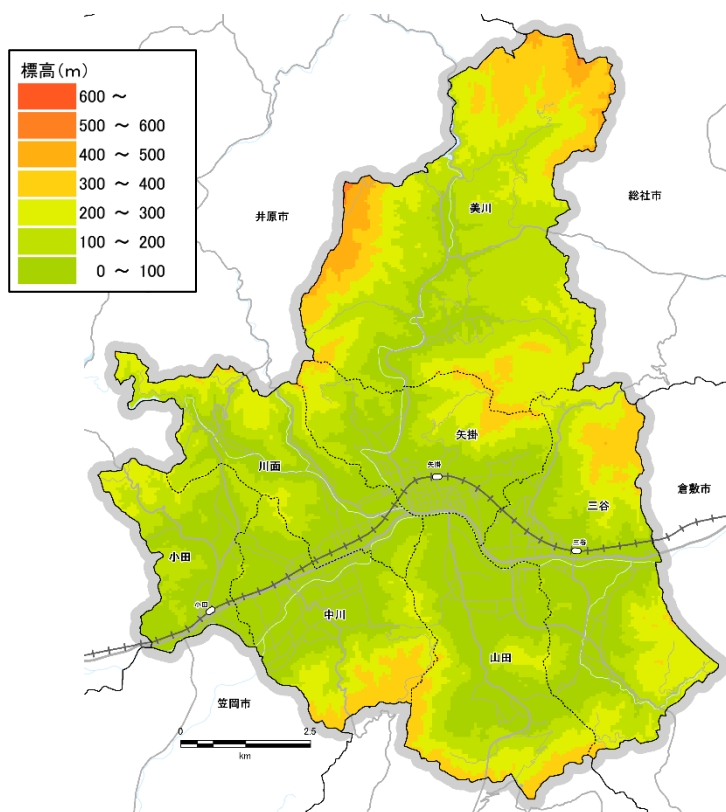 標高(m)
600 ～
500 ～ 600
400 ～ 500
300 ～ 400
200 ～ 300
100 ～ 200
0 ～ 100
井原市
美川
総社市
矢掛
川面
矢掛
三谷
倉敷市
小田
三谷
小田
中川
山田
笠岡市
0 2.5
km